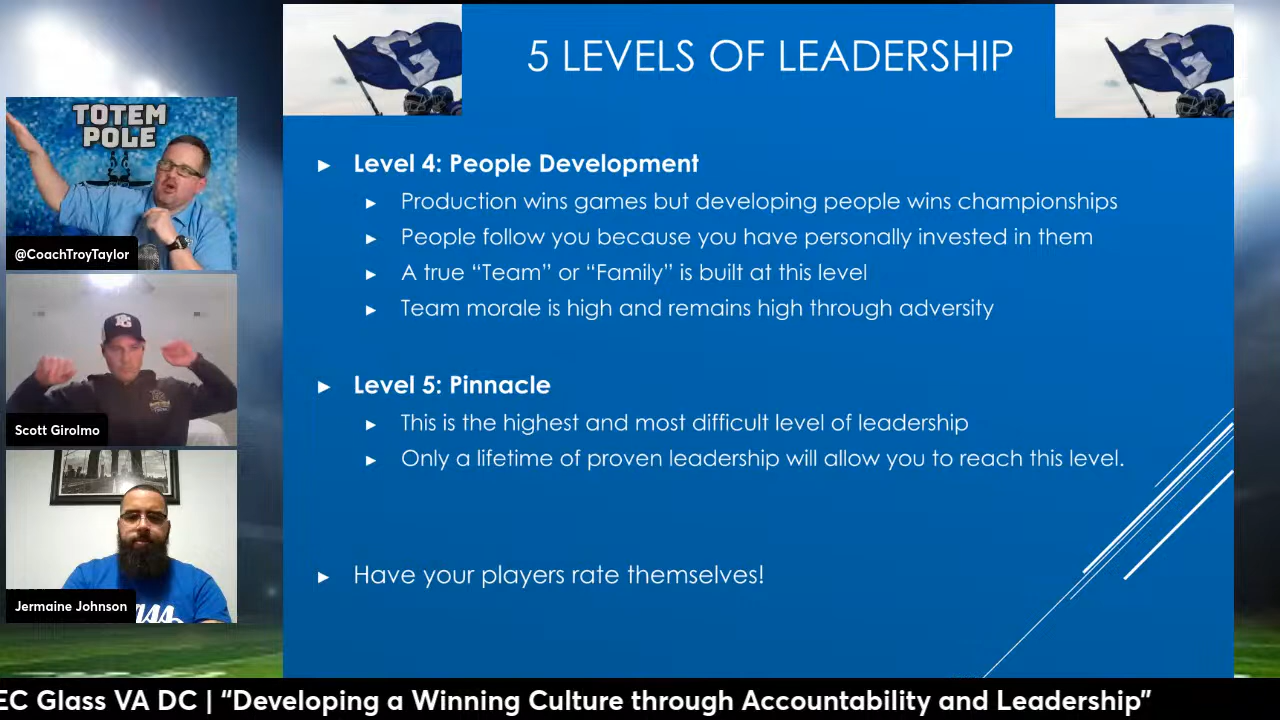 5 LEVELS OF LEADERSHIP
TOTEM
POLE
@CoachTroyTaylor
Scott Girolmo
Jermaine Johnson
Level 4: People Development
Production wins games but developing people wins championships
People follow you because you have personally invested in them
A true “Team” or “Family” is built at this level
Team morale is high and remains high through adversity
Level 5: Pinnacle
This is the highest and most difficult level of leadership
Only a lifetime of proven leadership will allow you to reach this level.
Have your players rate themselves!
EC Glass VA DC | “Developing a Winning Culture through Accountability and Leadership”